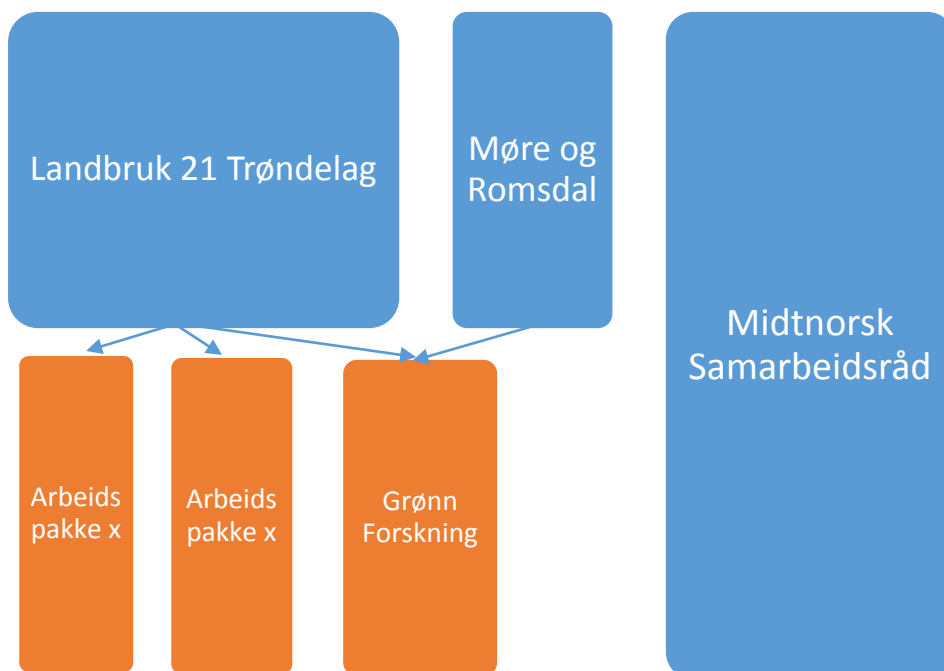 Landbruk 21 Trøndelag
Møre og
Romsdal
Midtnorsk
Samarbeidsråd
Arbeids
pakke x
Arbeids
pakke x
Grønn
Forskning